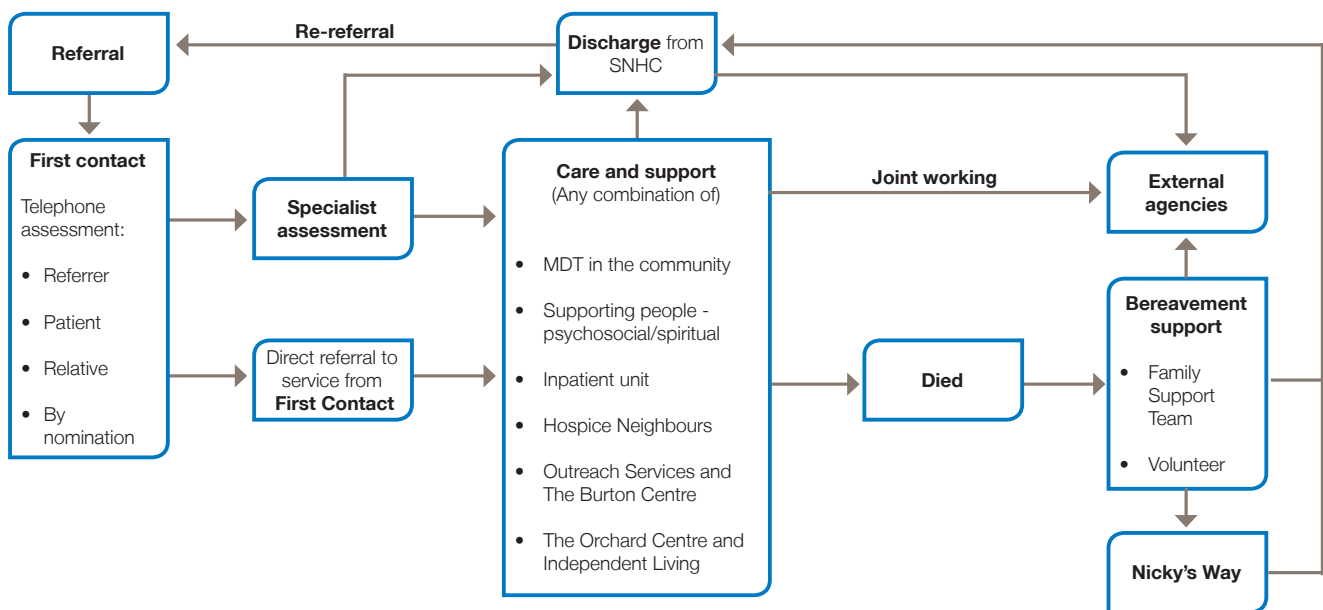 Referral
Re-referral
Discharge from
SNHC
First contact
Telephone
assessment:
• Referrer
• Patient
• Relative
• By
nomination
Specialist
assessment
Direct referral to
service from
First Contact
Care and support
(Any combination of)
• MDT in the community
• Supporting people -
psychosocial/spiritual
• Inpatient unit
• Hospice Neighbours
• Outreach Services and
The Burton Centre
• The Orchard Centre and
Independent Living
Joint working
External
agencies
Died
Bereavement
support
• Family
Support
Team
• Volunteer
Nicky's Way